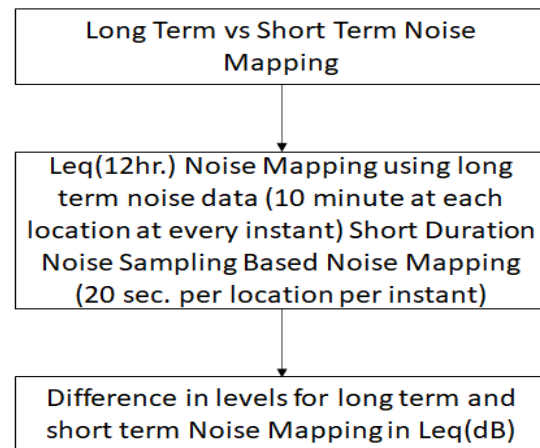 Long Term vs Short Term Noise
Mapping
Leq(12hr.) Noise Mapping using long
term noise data (10 minute at each
location at every instant) Short Duration
Noise Sampling Based Noise Mapping
(20 sec. per location per instant)
Difference in levels for long term and
short term Noise Mapping in Leq(dB)